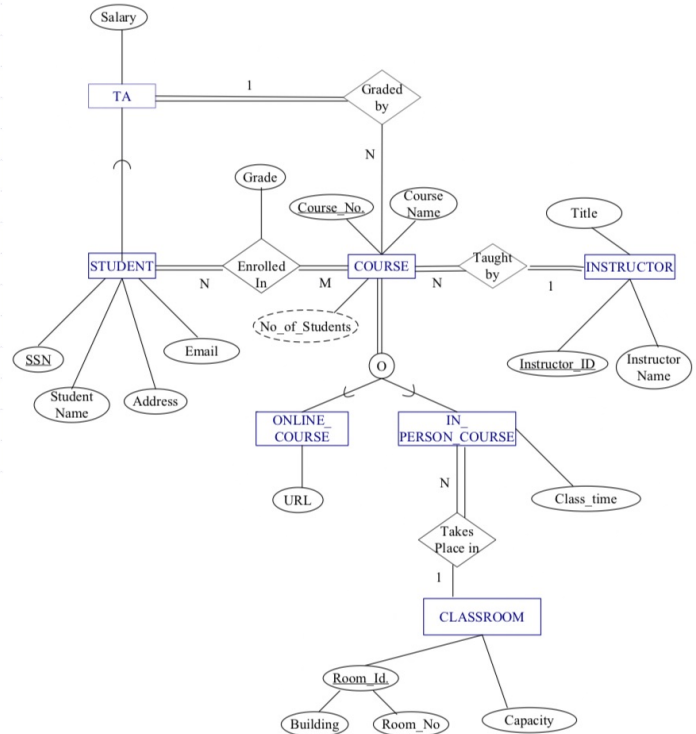 Salary
TA
1
Graded
by
N
Grade
Course_No.
Course
Name
Title
STUDENT
N
Enrolled
In
M
COURSE
N
Taught
by
1
INSTRUCTOR
No_of_Students
SSN
Student
Name
Address
Email
Instructor_ID
Instructor
Name
O
ONLINE_
COURSE
IN_
PERSON_COURSE
URL
N
Class_time
Takes
Place in
1
CLASSROOM
Room_Id.
Building
Room_No
Capacity